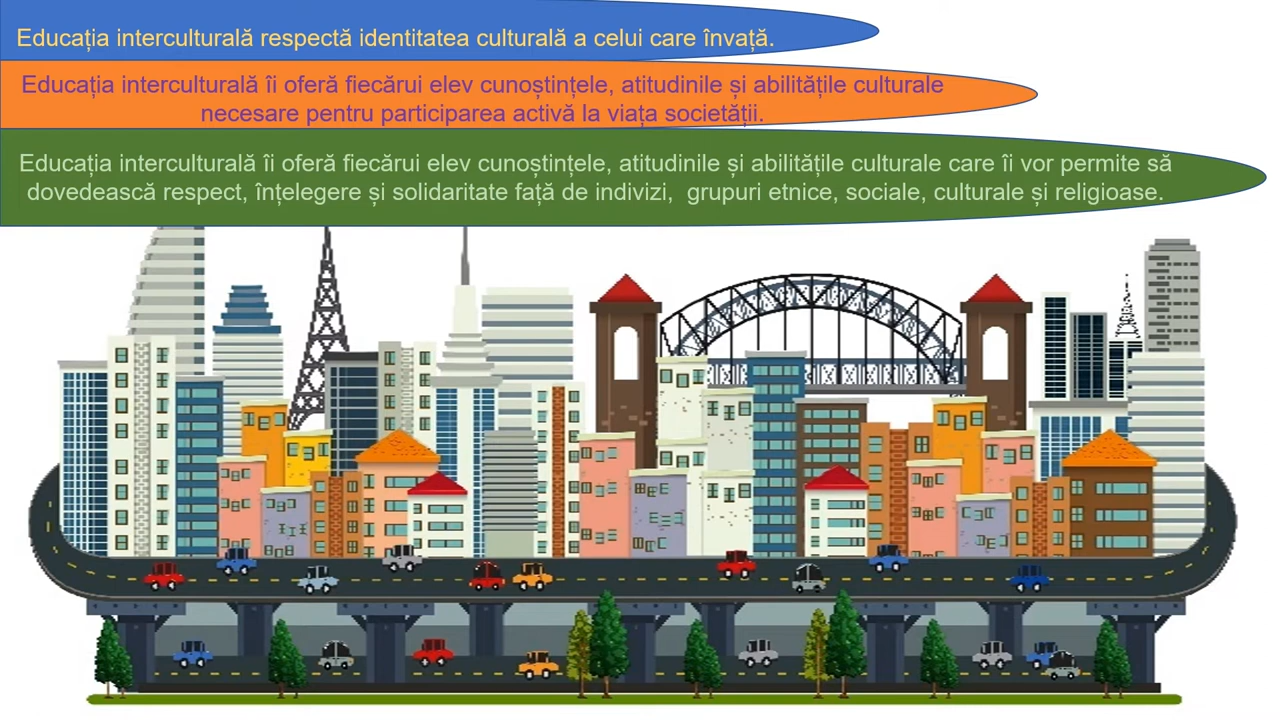 Educația interculturală respectă identitatea culturală a celui care învață.
Educația interculturală îi oferă fiecărui elev cunoștințele, atitudinile și abilitățile culturale
necesare pentru participarea activă la viața societății.
Educația interculturală îi oferă fiecărui elev cunoștințele, atitudinile și abilitățile culturale care îi vor permite să
dovedească respect, înțelegere și solidaritate față de indivizi, grupuri etnice, sociale, culturale și religioase.